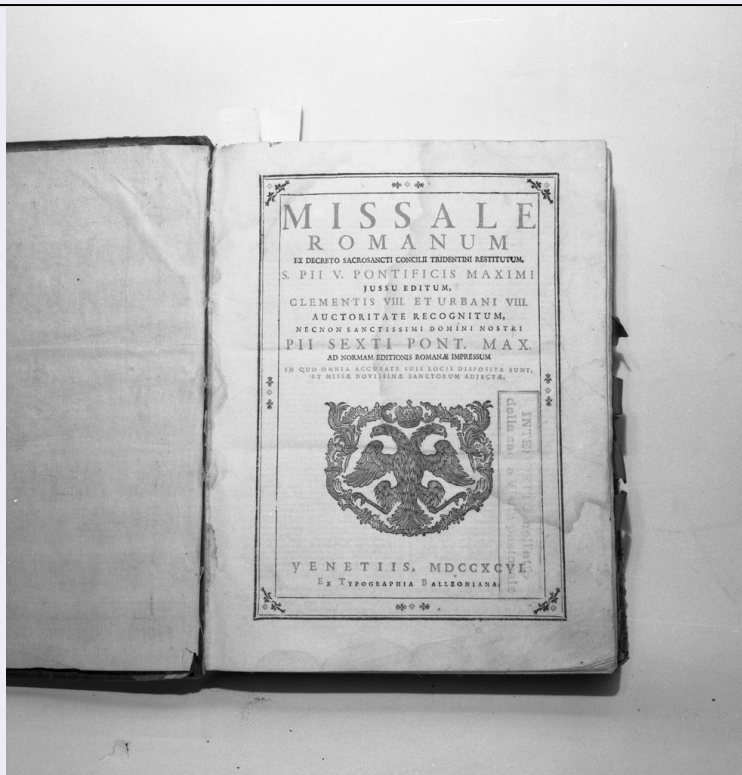 MISSALE
ROMANUM
EX DECRETO SACROSANCTI CONCILII TRIDENTINI RESTITUTUM,
S. PII V. PONTIFICIS MAXIMI
JUSSU EDITUM,
CLEMENTIS VIII. ET URBANI VIII.
AUCTORITATE RECOGNITUM,
NECNON SANCTISSIMI DOMINI NOSTRI
PII SEXTI PONT. MAX.
AD NORMAM EDITIONIS ROMANÆ IMPRESSUM
IN QUO OMNIA ACCURATE SUIS LOCIS DISPOSITA SUNT,
ET MISSÆ NOVISSIMÆ SANCTORUM ADJECTÆ.
VENETIIS, MDCCXCVI.
EX TYPOGRAPHIA BALLEONIANA.